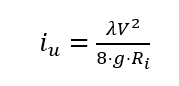 i_u = λV² / 8·g·R_i